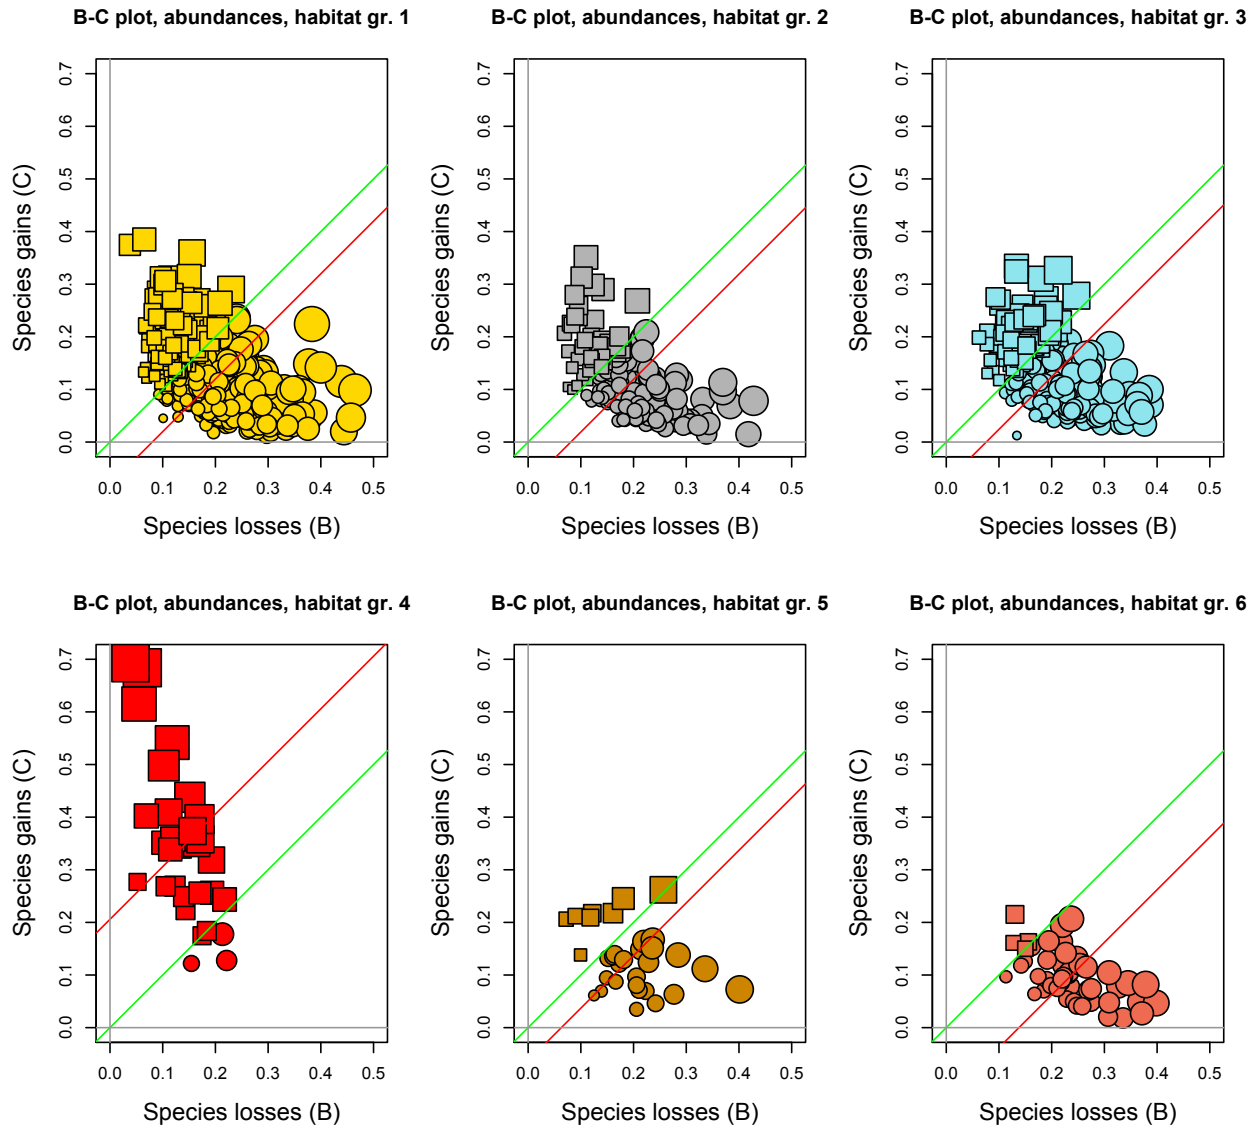 B-C plot, abundances, habitat gr. 1
B-C plot, abundances, habitat gr. 2
B-C plot, abundances, habitat gr. 3
Species gains (C)
0.7
0.6
0.5
0.4
0.3
0.2
0.1
0.0
0.0 0.1 0.2 0.3 0.4 0.5
Species losses (B)
Species gains (C)
0.7
0.6
0.5
0.4
0.3
0.2
0.1
0.0
0.0 0.1 0.2 0.3 0.4 0.5
Species losses (B)
Species gains (C)
0.7
0.6
0.5
0.4
0.3
0.2
0.1
0.0
0.0 0.1 0.2 0.3 0.4 0.5
Species losses (B)
B-C plot, abundances, habitat gr. 4
B-C plot, abundances, habitat gr. 5
B-C plot, abundances, habitat gr. 6
Species gains (C)
0.7
0.6
0.5
0.4
0.3
0.2
0.1
0.0
0.0 0.1 0.2 0.3 0.4 0.5
Species losses (B)
Species gains (C)
0.7
0.6
0.5
0.4
0.3
0.2
0.1
0.0
0.0 0.1 0.2 0.3 0.4 0.5
Species losses (B)
Species gains (C)
0.7
0.6
0.5
0.4
0.3
0.2
0.1
0.0
0.0 0.1 0.2 0.3 0.4 0.5
Species losses (B)